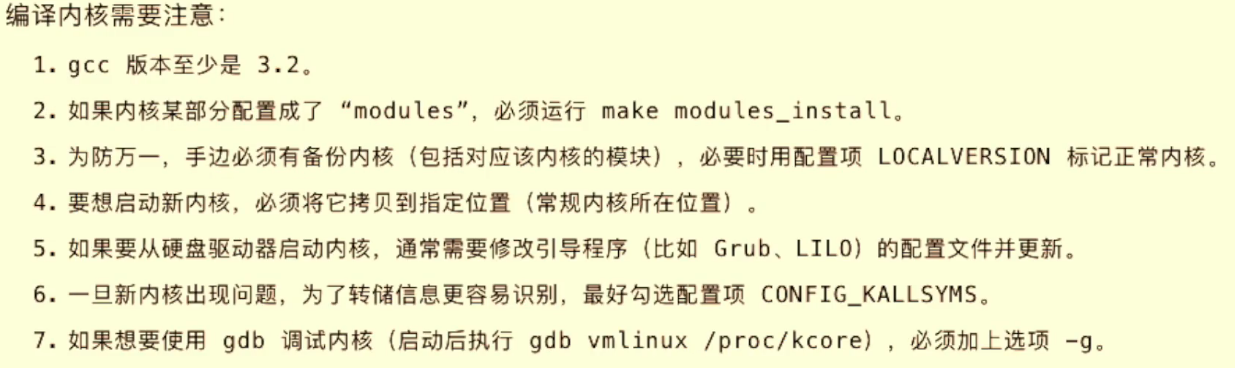 编译内核需要注意：
1. gcc 版本至少是 3.2。
2. 如果内核某部分配置成了 “modules”，必须运行 make modules_install。
3. 为防万一，手边必须有备份内核（包括对应该内核的模块），必要时用配置项 LOCALVERSION 标记正常内核。
4. 要想启动新内核，必须将它拷贝到指定位置（常规内核所在位置）。
5. 如果要从硬盘驱动器启动内核，通常需要修改引导程序（比如 Grub、LILO）的配置文件并更新。
6. 一旦新内核出现问题，为了转储信息更容易识别，最好勾选配置项 CONFIG_KALLSYMS。
7. 如果想要使用 gdb 调试内核（启动后执行 gdb vmlinux /proc/kcore），必须加上选项 -g。